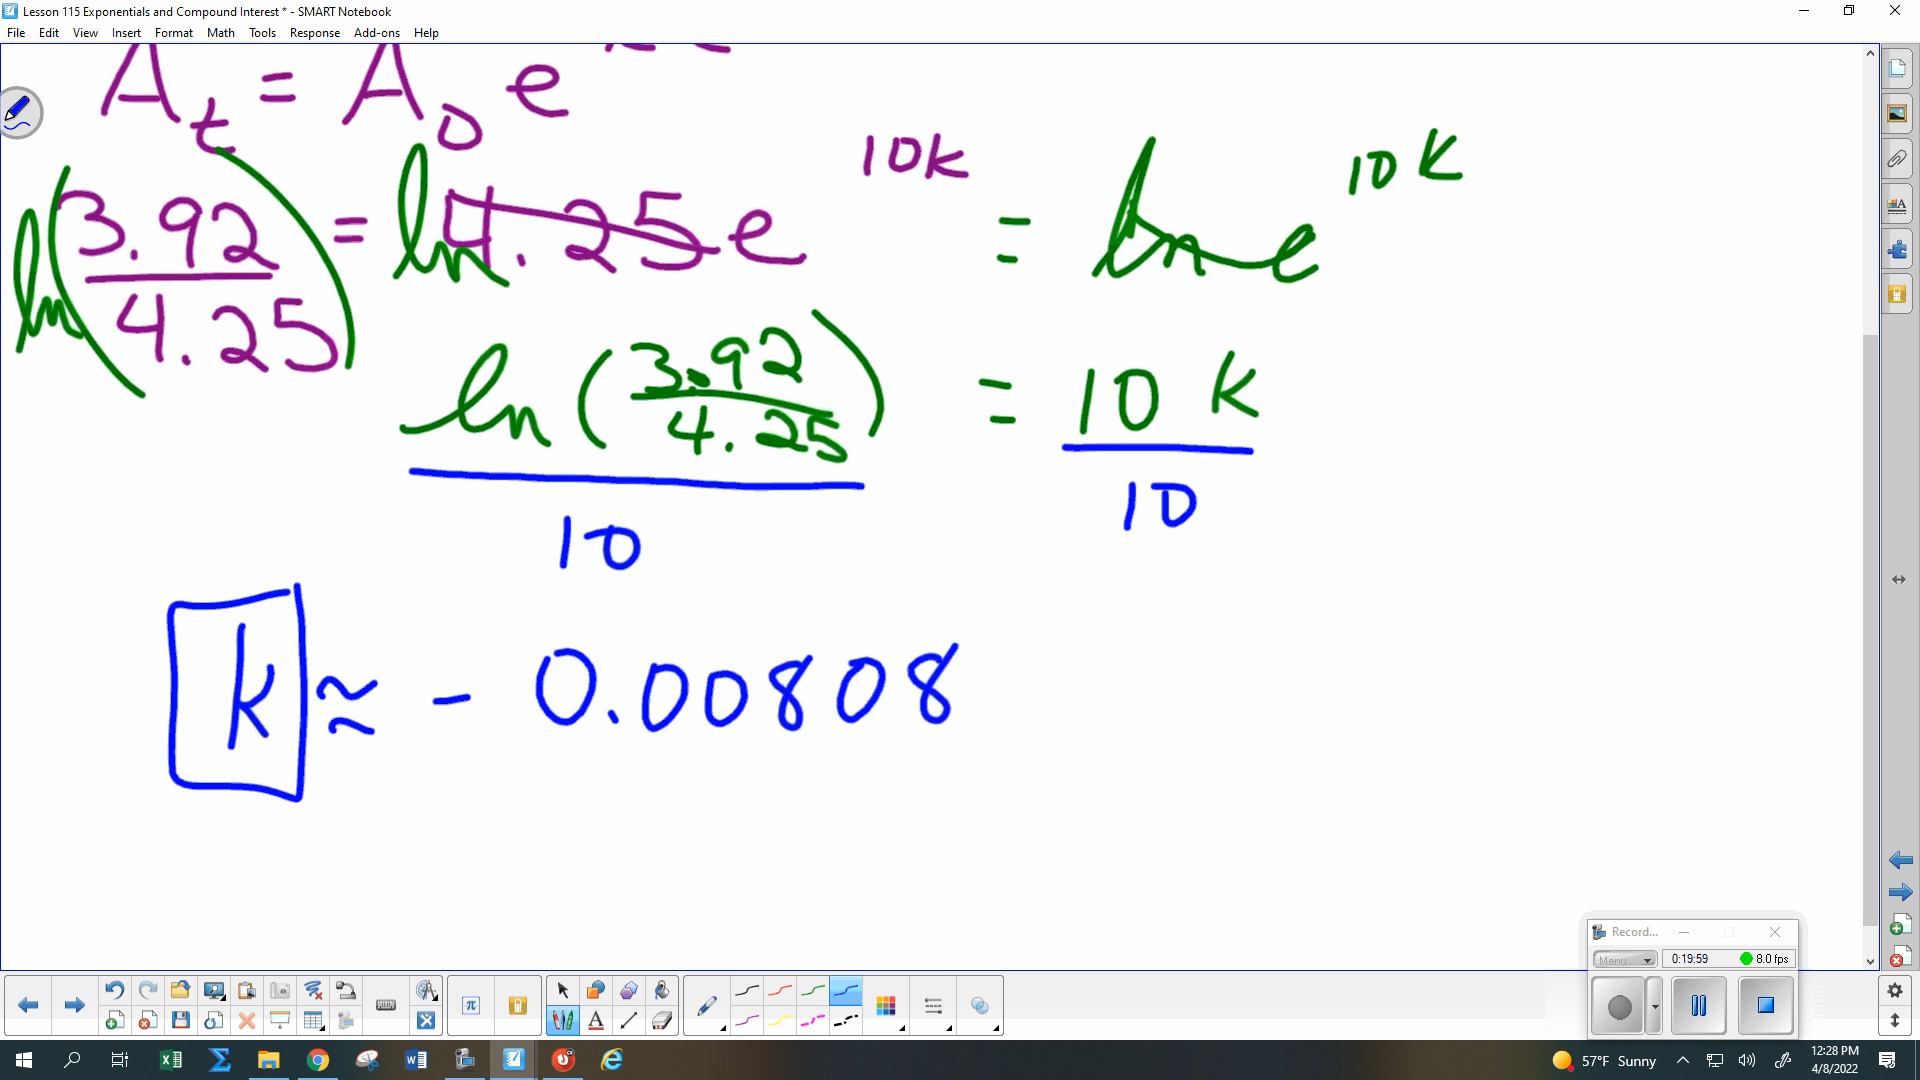 Lesson 115 Exponentials and Compound Interest * - SMART Notebook
File Edit View Insert Format Math Tools Response Add-ons Help
A_t = A_0 e
ln(3.92/4.25) = ln 4.25 e^10k = ln e^10k
ln(3.92/4.25) = 10 k
10 10
k ≈ - 0.00808
Record...
Menu 0:19:59 8.0 fps
57°F Sunny
12:28 PM
4/8/2022